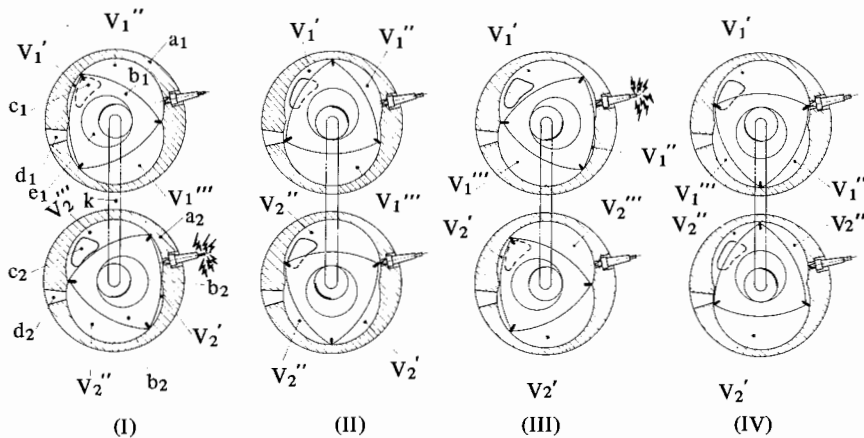 V₁′′ V₁′ V₁′′ V₁′ V₁′
V₁′ a₁
b₁
c₁
d₁
e₁
k V₁′′′
V₂′′′ a₂
c₂
b₂
d₂ V₂′
V₂′′ b₂
V₂′′ V₁′′′
V₂′′ V₂′
V₁′′′ V₁′′
V₂′ V₂′′′
V₂′
V₁′′′ V₁′′
V₂′′ V₂′′
V₂′
(I) (II) (III) (IV)